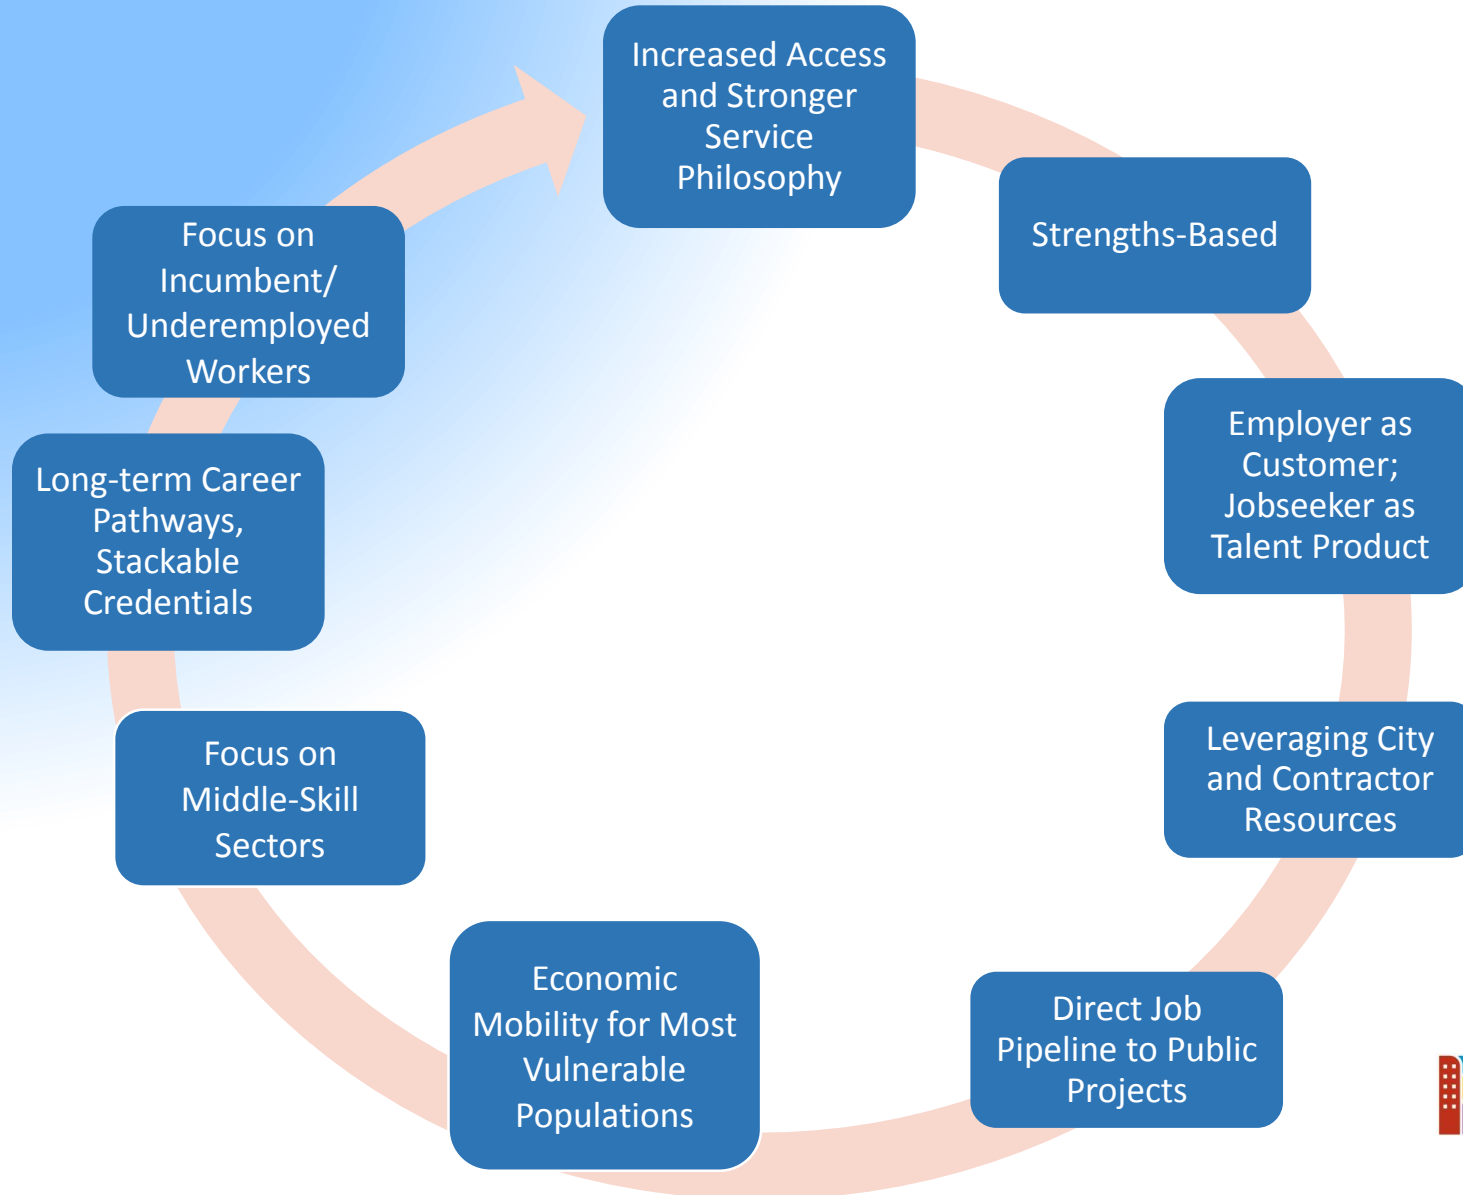 Increased Access
and Stronger
Service
Philosophy
Strengths-Based
Employer as
Customer;
Jobseeker as
Talent Product
Leveraging City
and Contractor
Resources
Direct Job
Pipeline to Public
Projects
Economic
Mobility for Most
Vulnerable
Populations
Focus on
Middle-Skill
Sectors
Long-term Career
Pathways,
Stackable
Credentials
Focus on
Incumbent/
Underemployed
Workers